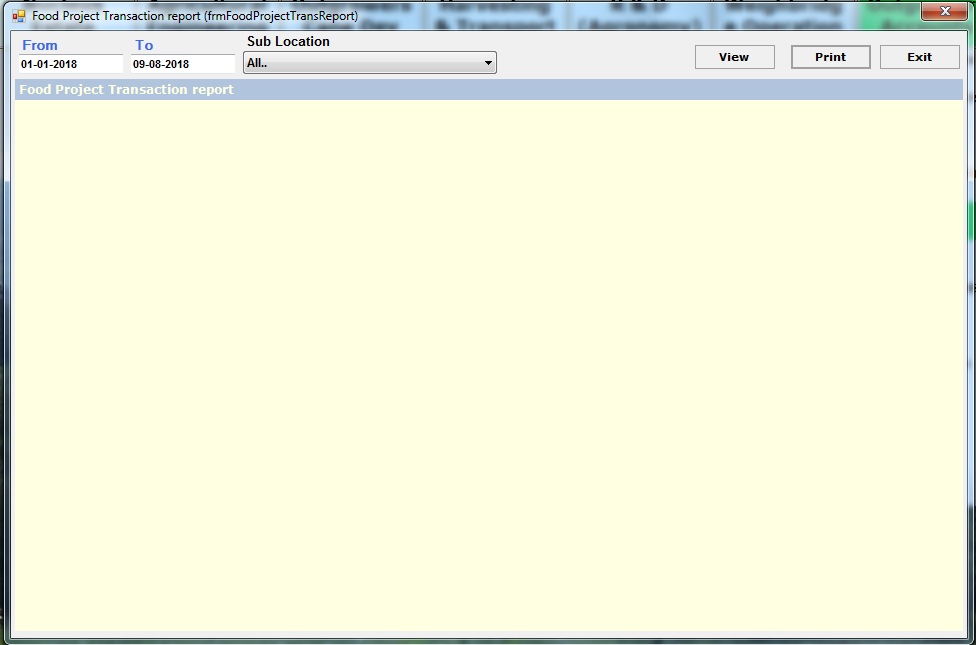 Food Project Transaction report (frmFoodProjectTransReport)
From To Sub Location
01-01-2018 09-08-2018 All.. View Print Exit
Food Project Transaction report